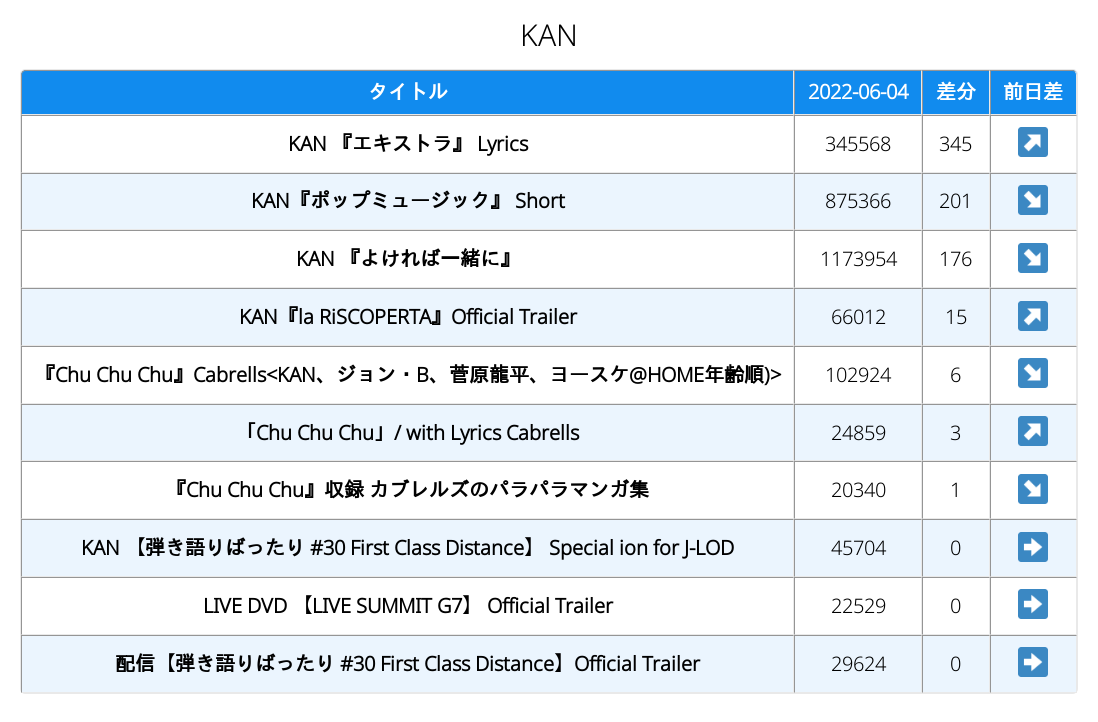 KAN
タイトル 2022-06-04 差分 前日差
KAN 『エキストラ』 Lyrics 345568 345 ↗
KAN『ポップミュージック』 Short 875366 201 ↘
KAN 『よければ一緒に』 1173954 176 ↘
KAN『la RiSCOPERTA』Official Trailer 66012 15 ↗
『Chu Chu Chu』Cabrells<KAN、ジョン・B、菅原龍平、ヨースケ@HOME年齢順)> 102924 6 ↘
「Chu Chu Chu」/ with Lyrics Cabrells 24859 3 ↗
『Chu Chu Chu』収録 カブレルズのパラパラマンガ集 20340 1 ↘
KAN 【弾き語りばったり #30 First Class Distance】 Special ion for J-LOD 45704 0 ➡
LIVE DVD 【LIVE SUMMIT G7】 Official Trailer 22529 0 ➡
配信【弾き語りばったり #30 First Class Distance】Official Trailer 29624 0 ➡